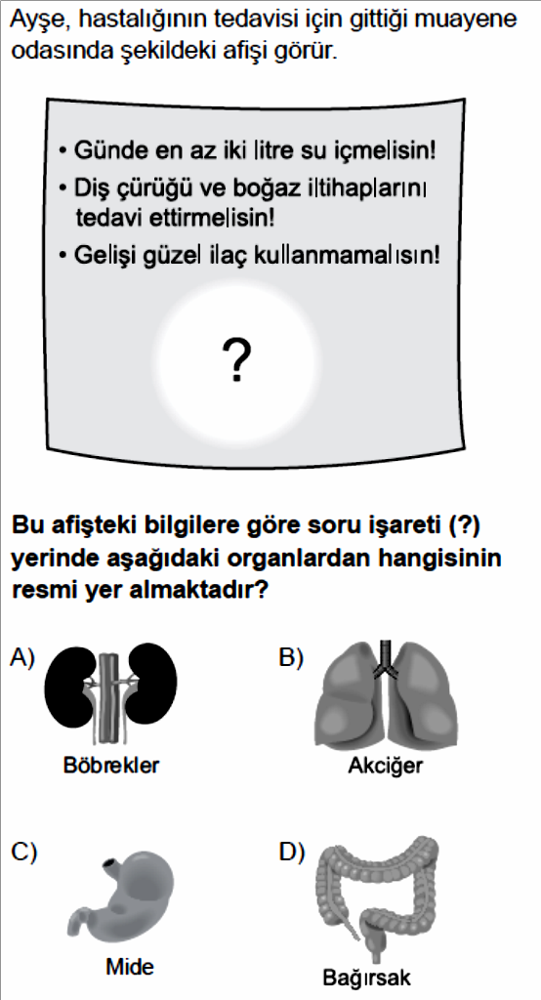 Ayşe, hastalığının tedavisi için gittiği muayene
odasında şekildeki afişi görür.
• Günde en az iki litre su içmelisin!
• Diş çürüğü ve boğaz iltihaplarını
tedavi ettirmelisin!
• Gelişi güzel ilaç kullanmamalısın!
?
Bu afişteki bilgilere göre soru işareti (?)
yerinde aşağıdaki organlardan hangisinin
resmi yer almaktadır?
A)
Böbrekler
B)
Akciğer
C)
Mide
D)
Bağırsak